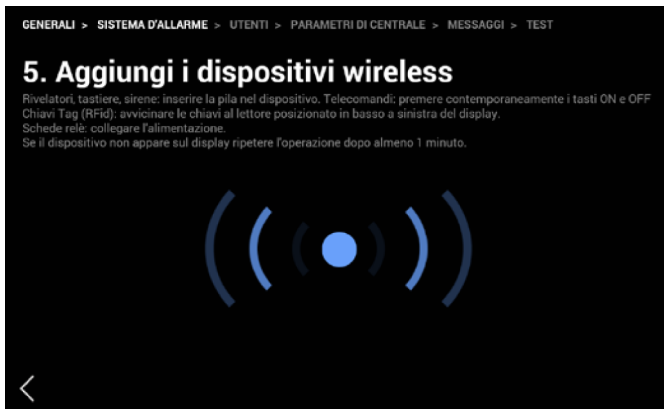 GENERALI > SISTEMA D'ALLARME > UTENTI > PARAMETRI DI CENTRALE > MESSAGGI > TEST
5. Aggiungi i dispositivi wireless
Rivelatori, tastiere, sirene: inserire la pila nel dispositivo. Telecomandi: premere contemporaneamente i tasti ON e OFF
Chiavi Tag (RFid): avvicinare le chiavi al lettore posizionato in basso a sinistra del display.
Schede relè: collegare l'alimentazione.
Se il dispositivo non appare sul display ripetere l'operazione dopo almeno 1 minuto.